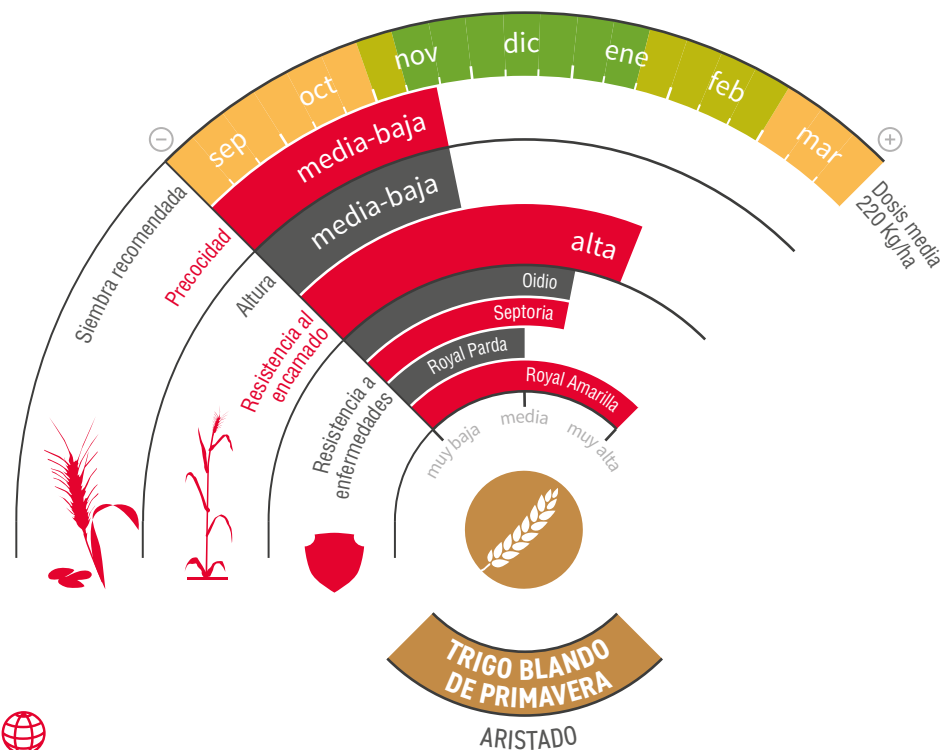 sep
oct
nov
dic
ene
feb
mar
−
+
Dosis media
220 Kg/ha
Siembra recomendada
media-baja
Precocidad
media-baja
Altura
alta
Resistencia al
encamado
Oidio
Septoria
Royal Parda
Royal Amarilla
Resistencia a
enfermedades
muy baja
media
muy alta
TRIGO BLANDO
DE PRIMAVERA
ARISTADO